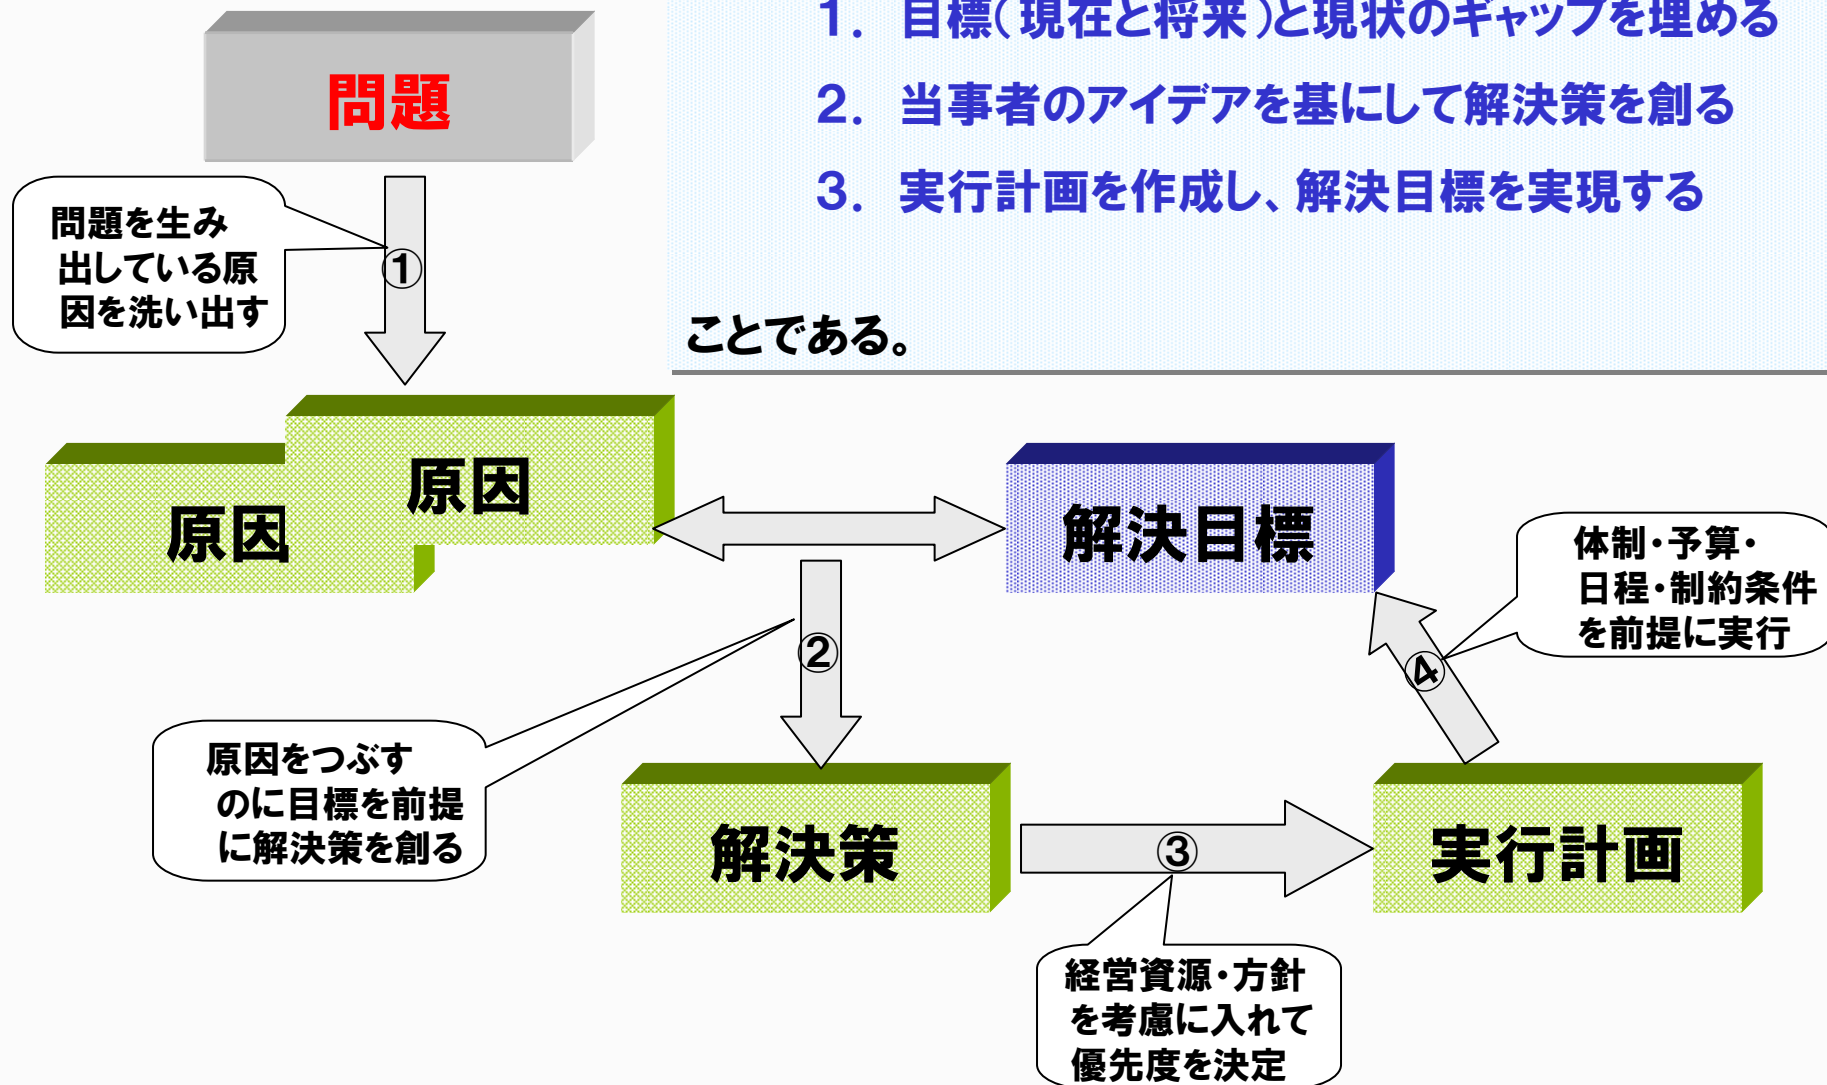 1. 目標(現在と将来)と現状のギャップを埋める
2. 当事者のアイデアを基にして解決策を創る
3. 実行計画を作成し、解決目標を実現する
ことである。
問題
問題を生み
出している原
因を洗い出す
①
原因
原因
解決目標
体制・予算・
日程・制約条件
を前提に実行
②
④
原因をつぶす
のに目標を前提
に解決策を創る
解決策
③
実行計画
経営資源・方針
を考慮に入れて
優先度を決定